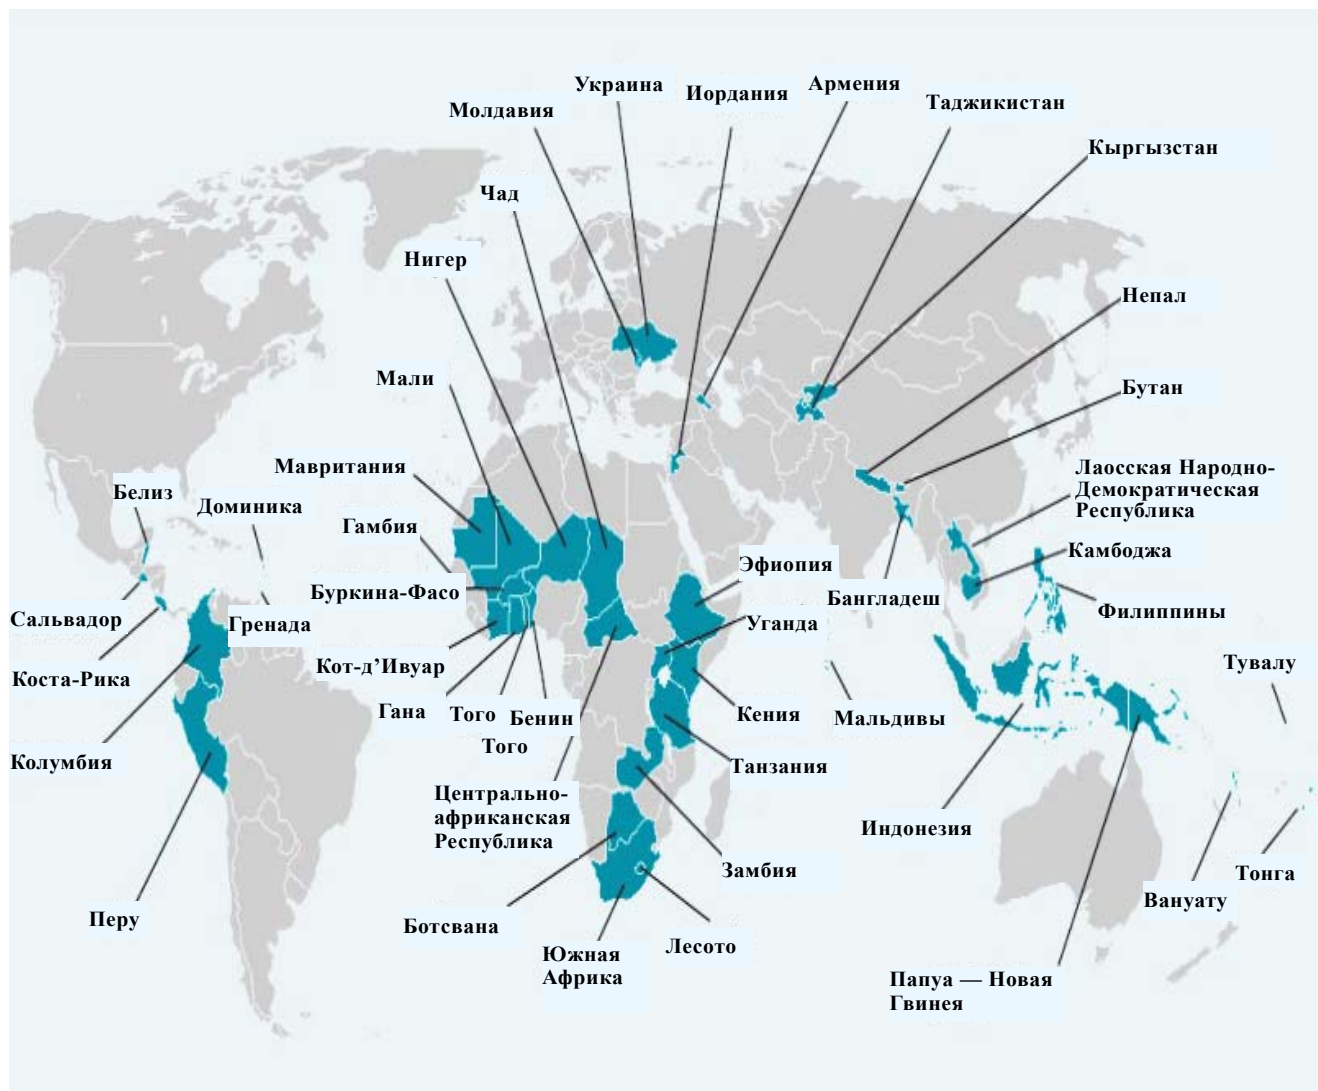 Украина
Иордания
Армения
Молдавия
Таджикистан
Кыргызстан
Чад
Нигер
Непал
Мали
Бутан
Мавритания
Лаосская Народно-
Демократическая
Республика
Белиз
Доминика
Гамбия
Камбоджа
Эфиопия
Буркина-Фасо
Бангладеш
Филиппины
Сальвадор
Гренада
Уганда
Кот-д’Ивуар
Тувалу
Коста-Рика
Гана
Того
Бенин
Кения
Мальдивы
Того
Колумбия
Танзания
Центрально-
африканская
Республика
Индонезия
Замбия
Тонга
Вануату
Перу
Ботсвана
Лесото
Южная
Африка
Папуа — Новая
Гвинея